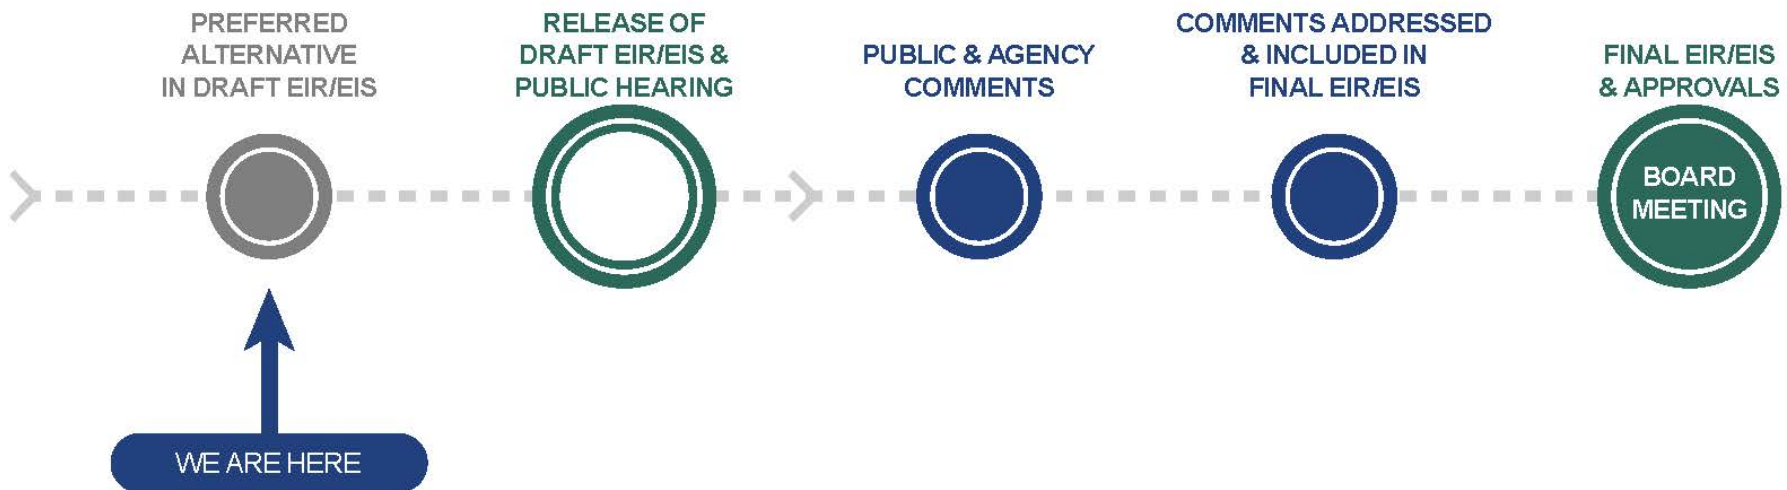 PREFERRED
ALTERNATIVE
IN DRAFT EIR/EIS
RELEASE OF
DRAFT EIR/EIS &
PUBLIC HEARING
PUBLIC & AGENCY
COMMENTS
COMMENTS ADDRESSED
& INCLUDED IN
FINAL EIR/EIS
FINAL EIR/EIS
& APPROVALS
BOARD
MEETING
WE ARE HERE